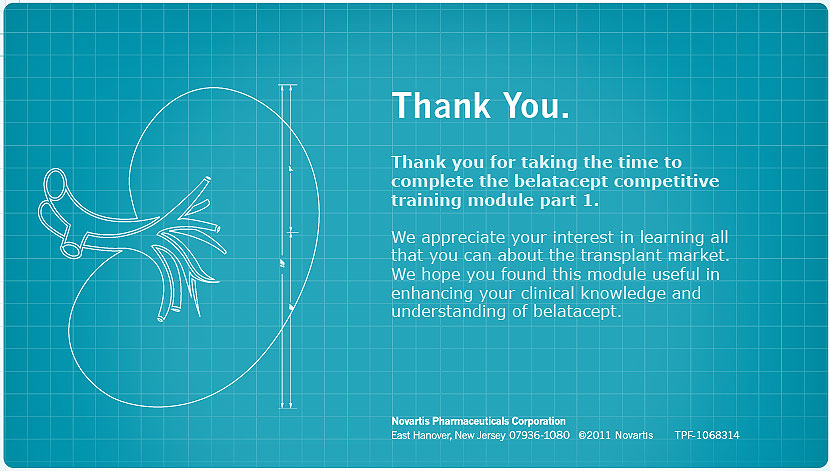 Thank You.
Thank you for taking the time to
complete the belatacept competitive
training module part 1.
We appreciate your interest in learning all
that you can about the transplant market.
We hope you found this module useful in
enhancing your clinical knowledge and
understanding of belatacept.
Novartis Pharmaceuticals Corporation
East Hanover, New Jersey 07936-1080 ©2011 Novartis TPF-1068314